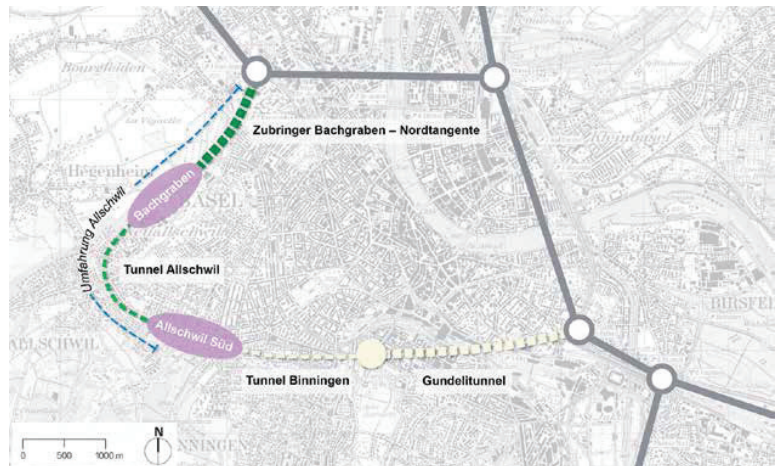 Bourgfelden
Zubringer Bachgraben – Nordtangente
Hegenheim
Bachgraben
BASEL
Umfahrung Allschwil
Tunnel Allschwil
Allschwil Süd
ALLSCHWIL
BIRSFEL
Tunnel Binningen
Gundelitunnel
NNINGEN
N
0 500 1000 m